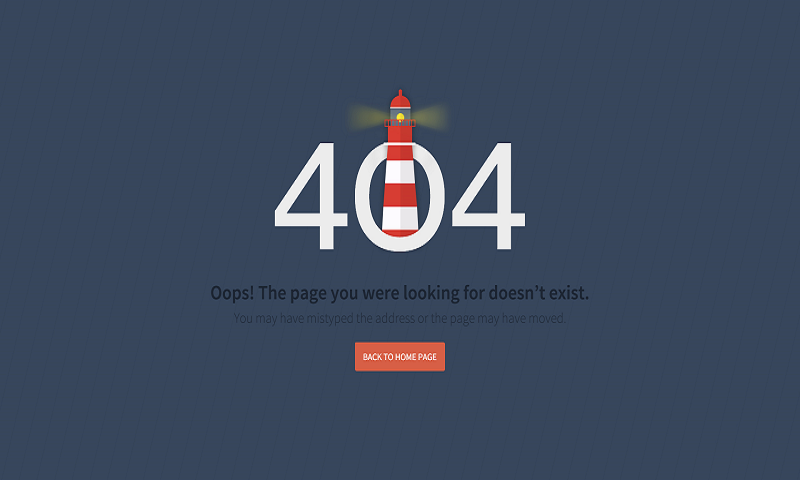 404
Oops! The page you were looking for doesn’t exist.
You may have mistyped the address or the page may have moved.
BACK TO HOME PAGE